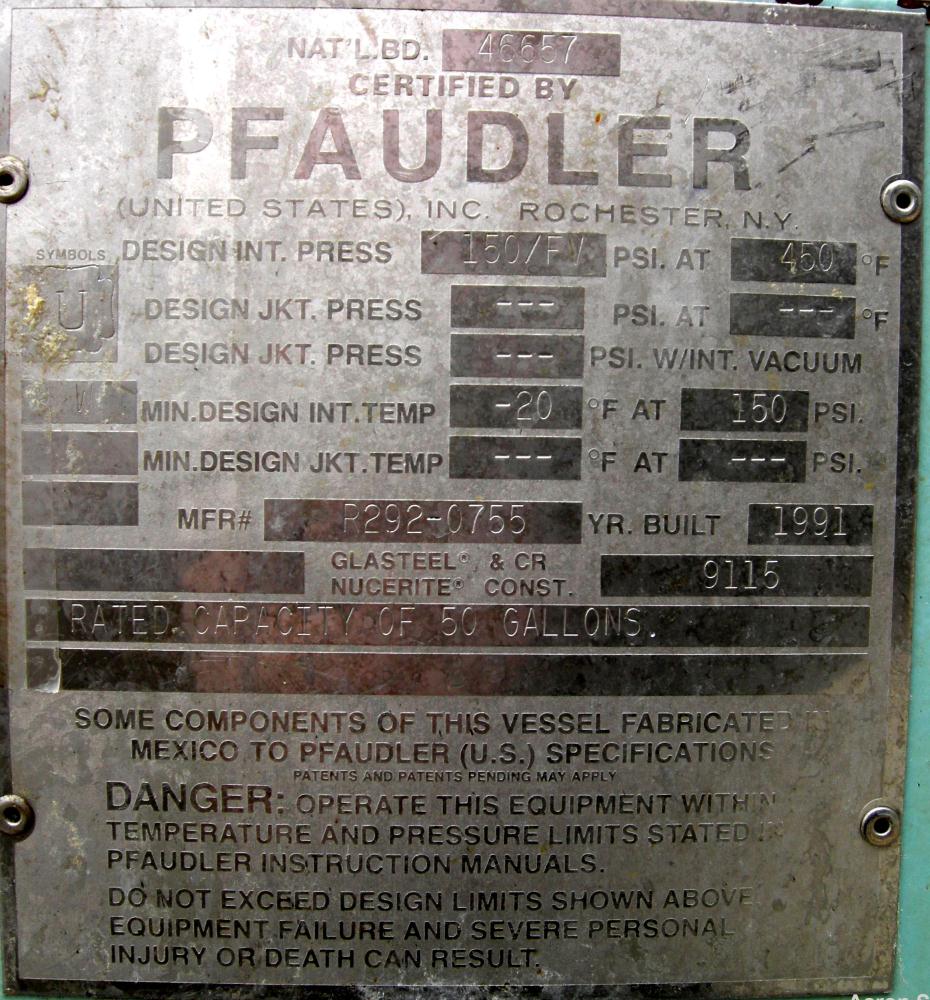 NAT'L.BD. 46657
CERTIFIED BY
PFAUDLER
(UNITED STATES), INC. ROCHESTER, N.Y.
SYMBOLS DESIGN INT. PRESS 150/FV PSI. AT 450 °F
U DESIGN JKT. PRESS --- PSI. AT --- °F
DESIGN JKT. PRESS --- PSI. W/INT. VACUUM
W MIN.DESIGN INT.TEMP -20 °F AT 150 PSI.
MIN.DESIGN JKT.TEMP --- °F AT --- PSI.
MFR# R292-0755 YR. BUILT 1991
GLASTEEL® & CR
NUCERITE® CONST. 9115
RATED CAPACITY OF 50 GALLONS.
SOME COMPONENTS OF THIS VESSEL FABRICATED
MEXICO TO PFAUDLER (U.S.) SPECIFICATIONS
PATENTS AND PATENTS PENDING MAY APPLY
DANGER: OPERATE THIS EQUIPMENT WITHIN
TEMPERATURE AND PRESSURE LIMITS STATED IN
PFAUDLER INSTRUCTION MANUALS.
DO NOT EXCEED DESIGN LIMITS SHOWN ABOVE.
EQUIPMENT FAILURE AND SEVERE PERSONAL
INJURY OR DEATH CAN RESULT.